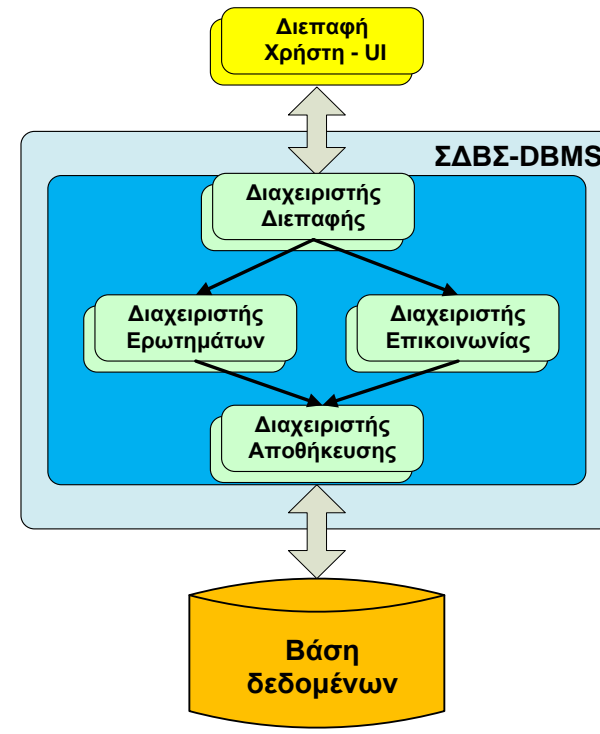 Διεπαφή
Χρήστη - UI
ΣΔΒΣ-DBMS
Διαχειριστής
Διεπαφής
Διαχειριστής
Ερωτημάτων
Διαχειριστής
Επικοινωνίας
Διαχειριστής
Αποθήκευσης
Βάση
δεδομένων